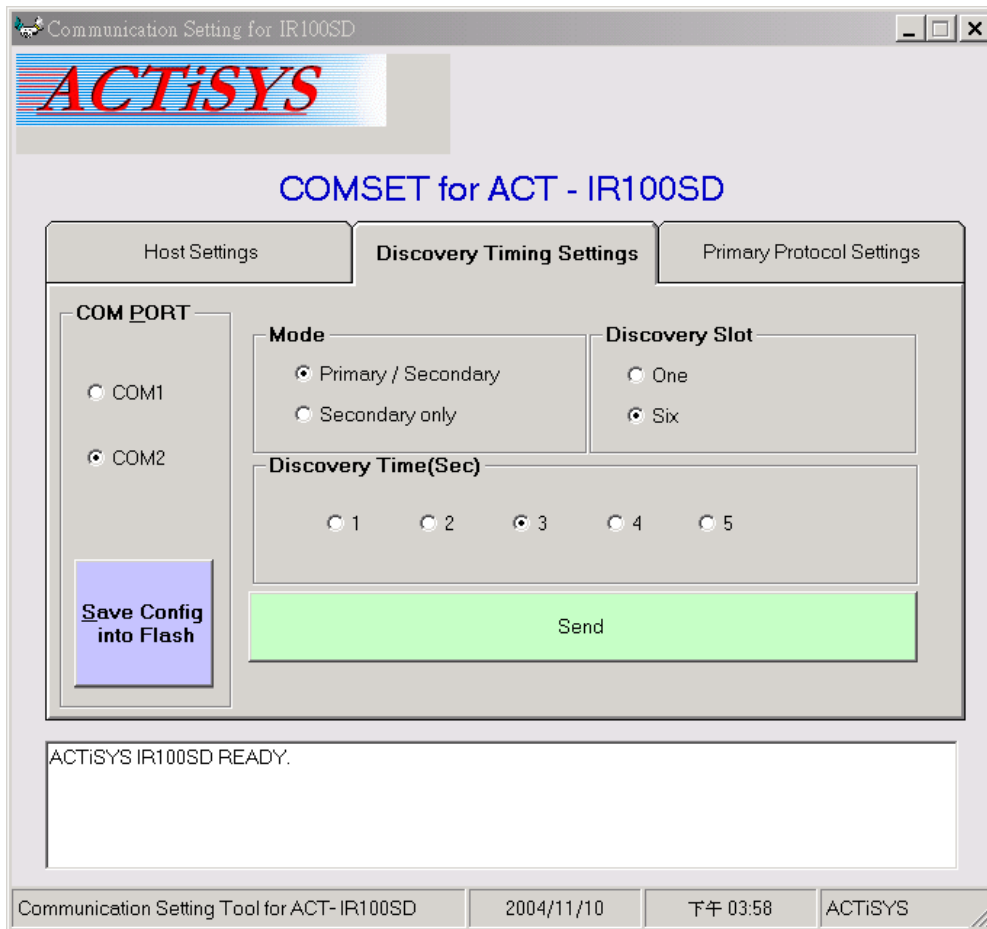 Communication Setting for IR100SD
ACTiSYS
COMSET for ACT - IR100SD
Host Settings
Discovery Timing Settings
Primary Protocol Settings
COM PORT
COM1
COM2
Save Config
into Flash
Mode
Primary / Secondary
Secondary only
Discovery Slot
One
Six
Discovery Time(Sec)
1 2 3 4 5
Send
ACTiSYS IR100SD READY.
Communication Setting Tool for ACT- IR100SD
2004/11/10
下午 03:58
ACTiSYS